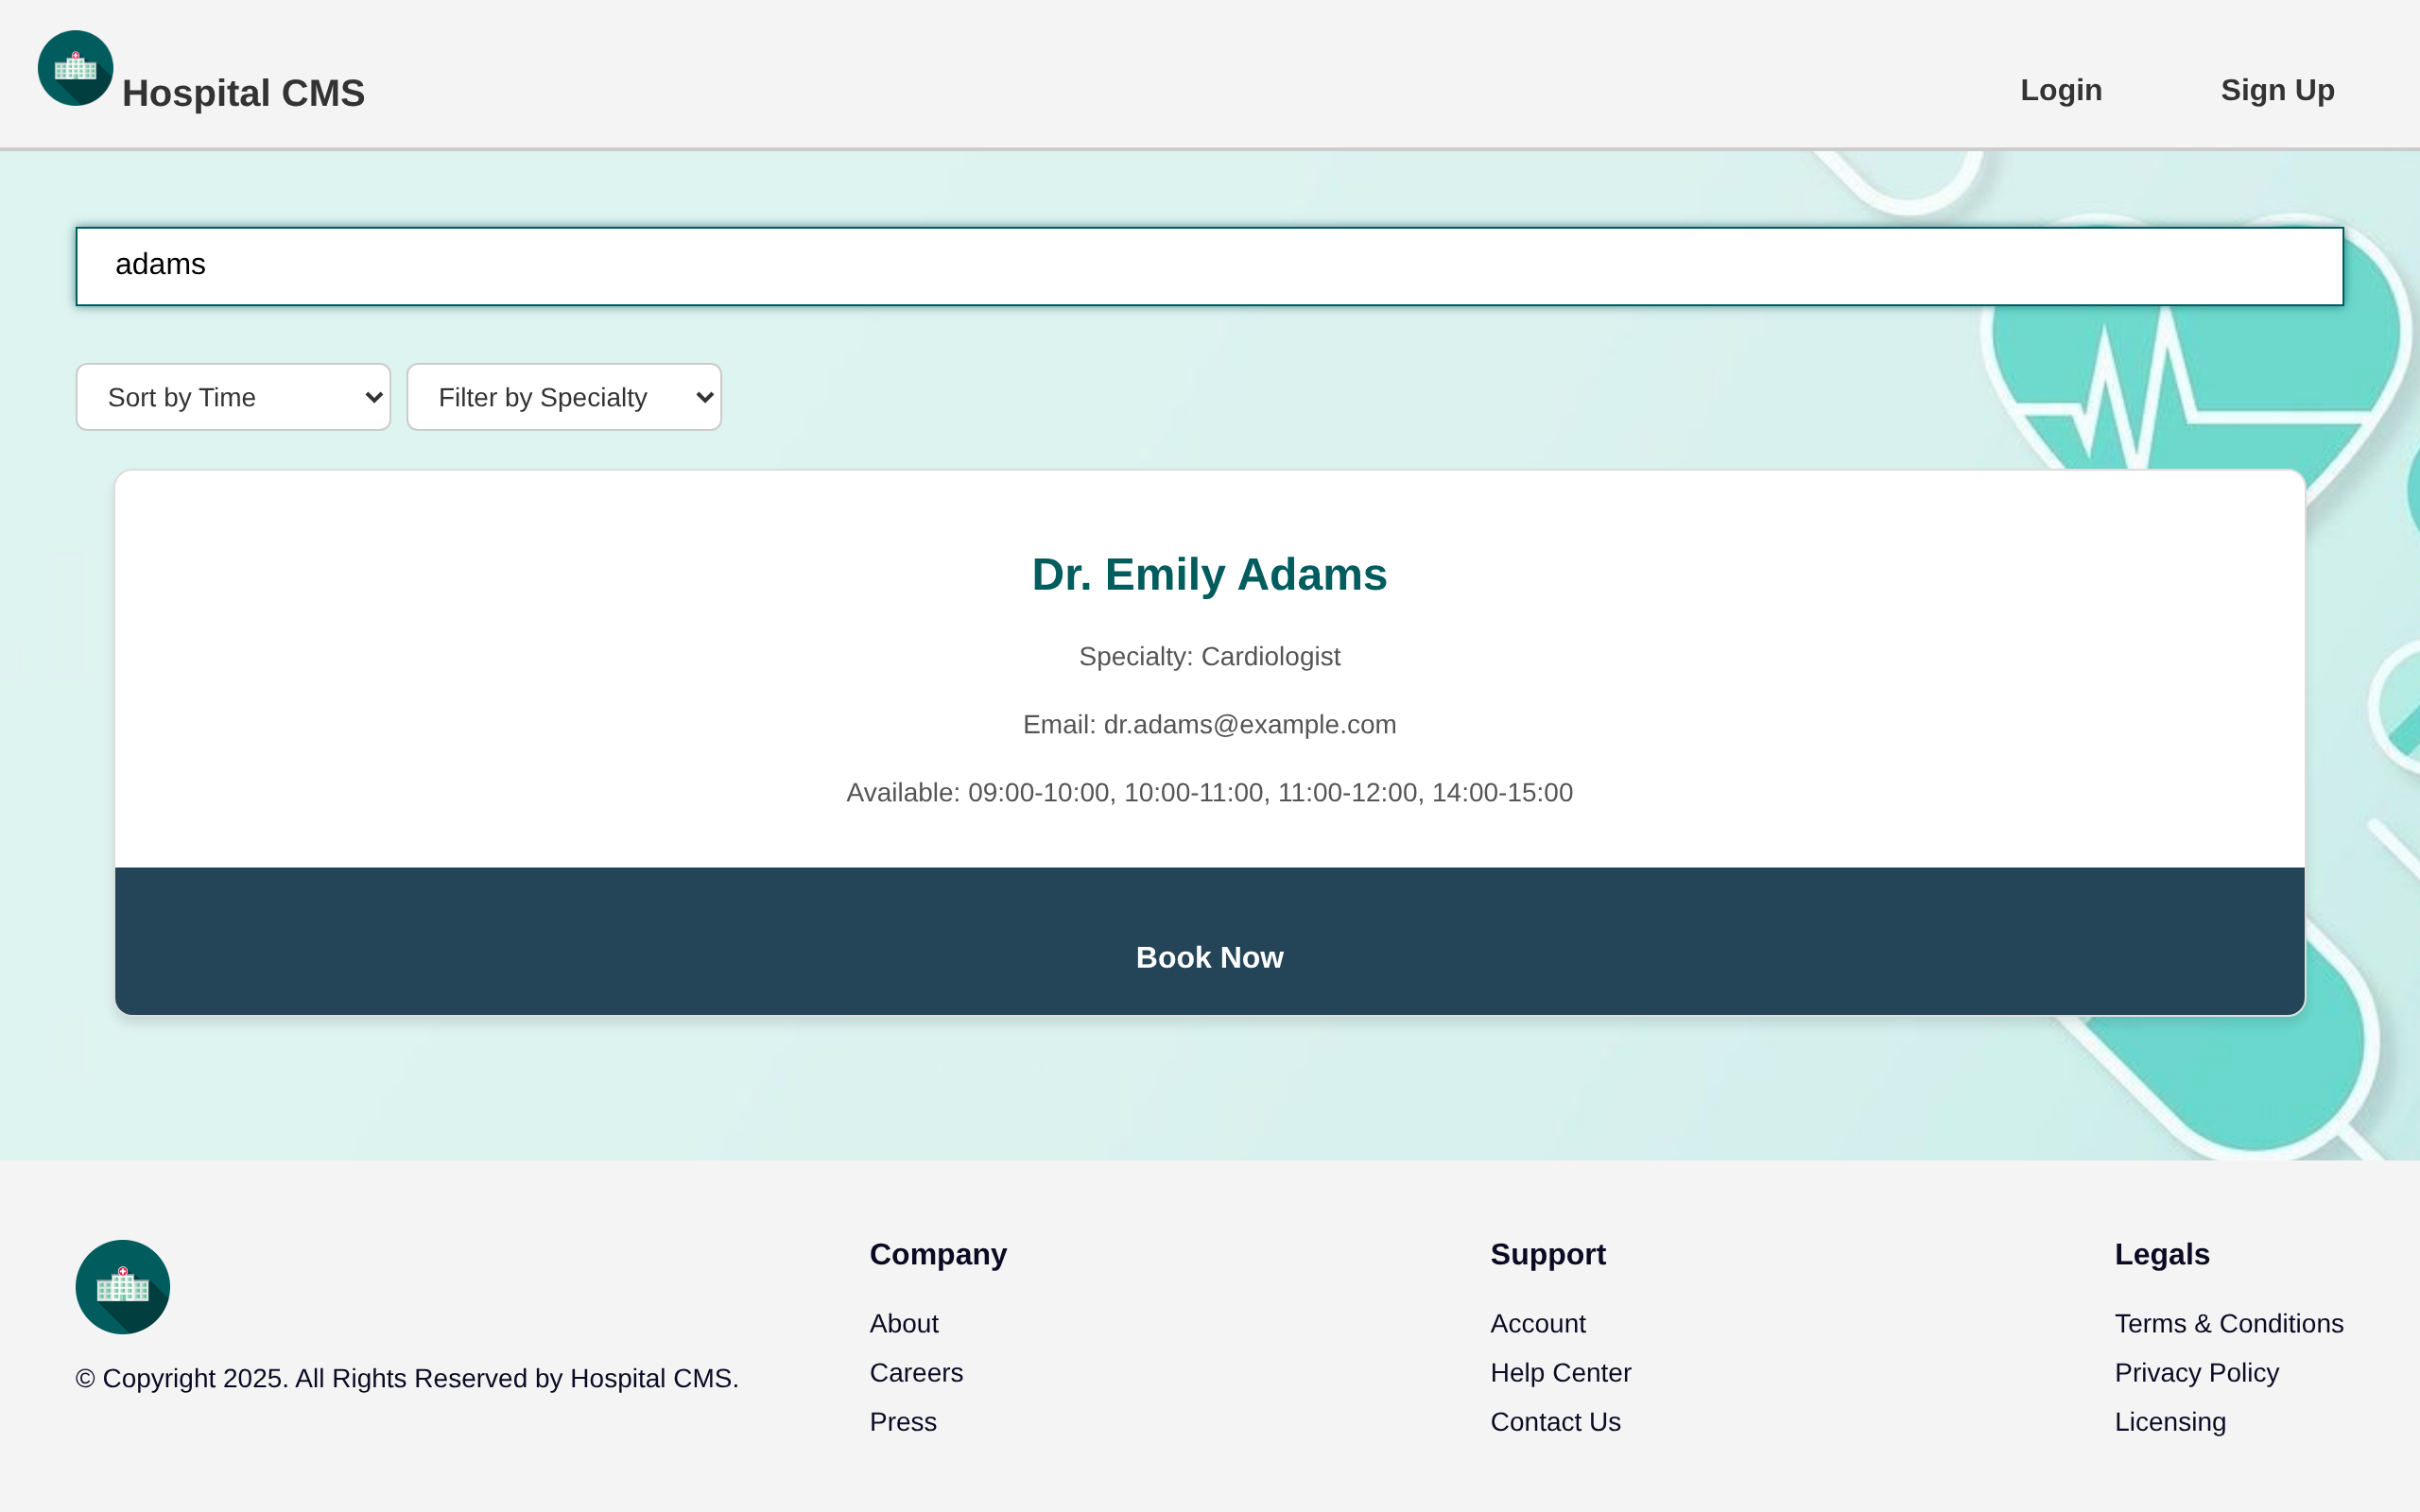 Hospital CMS
Login
Sign Up
adams
Sort by Time
Filter by Specialty
Dr. Emily Adams
Specialty: Cardiologist
Email: dr.adams@example.com
Available: 09:00-10:00, 10:00-11:00, 11:00-12:00, 14:00-15:00
Book Now
© Copyright 2025. All Rights Reserved by Hospital CMS.
Company
About
Careers
Press
Support
Account
Help Center
Contact Us
Legals
Terms & Conditions
Privacy Policy
Licensing